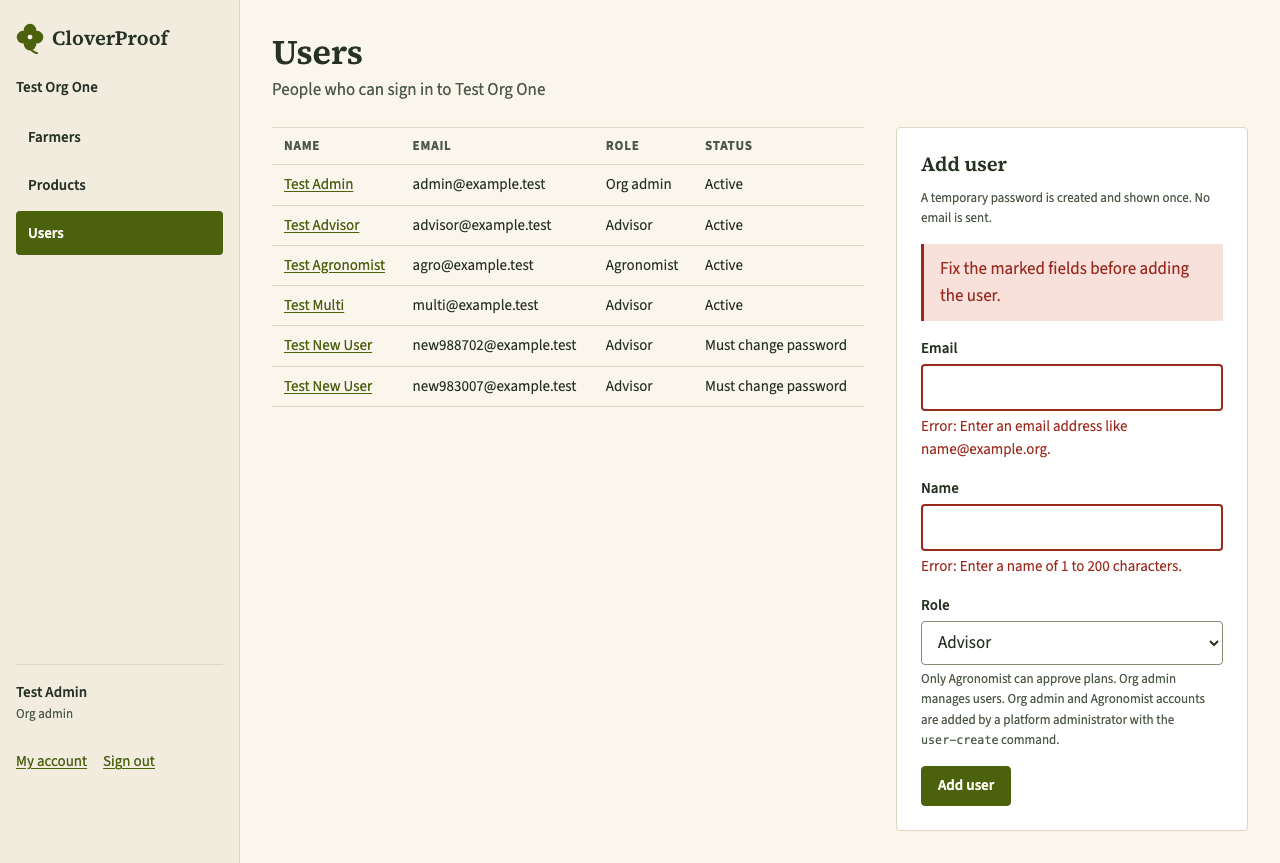 CloverProof
Test Org One
Farmers
Products
Users
Test Admin
Org admin
My account Sign out
Users
People who can sign in to Test Org One
NAME EMAIL ROLE STATUS
Test Admin admin@example.test Org admin Active
Test Advisor advisor@example.test Advisor Active
Test Agronomist agro@example.test Agronomist Active
Test Multi multi@example.test Advisor Active
Test New User new988702@example.test Advisor Must change password
Test New User new983007@example.test Advisor Must change password
Add user
A temporary password is created and shown once. No
email is sent.
Fix the marked fields before adding
the user.
Email
Error: Enter an email address like
name@example.org.
Name
Error: Enter a name of 1 to 200 characters.
Role
Advisor
Only Agronomist can approve plans. Org admin
manages users. Org admin and Agronomist accounts
are added by a platform administrator with the
user-create command.
Add user